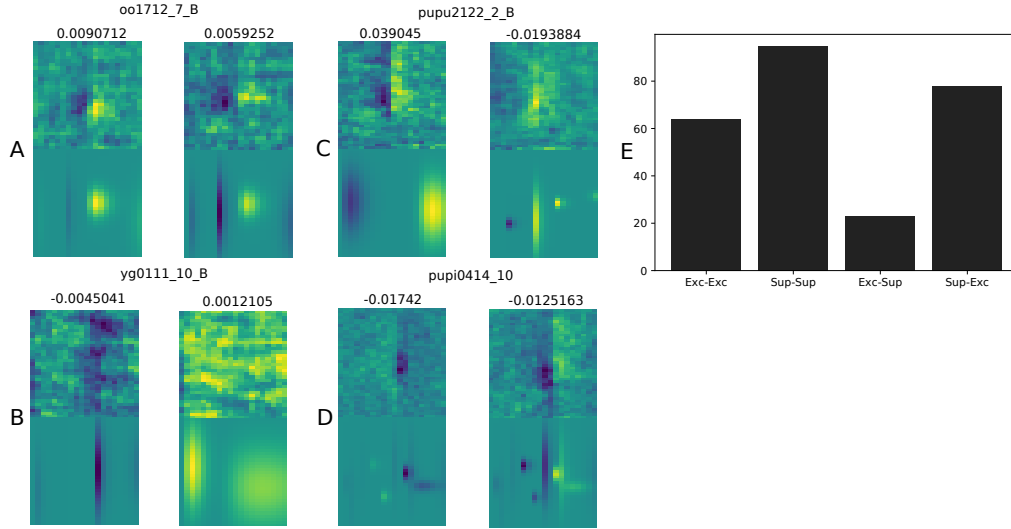 oo1712_7_B
0.0090712
0.0059252
A
pupu2122_2_B
0.039045
-0.0193884
C
yg0111_10_B
-0.0045041
0.0012105
B
pupi0414_10
-0.01742
-0.0125163
D
E
80
60
40
20
0
Exc-Exc
Sup-Sup
Exc-Sup
Sup-Exc